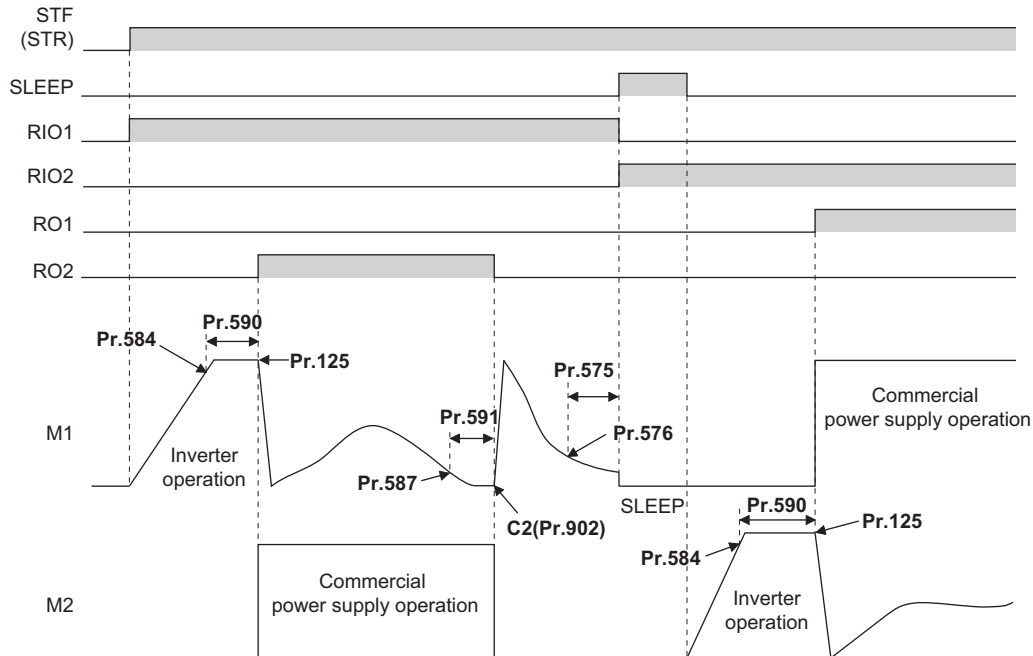 STF
(STR)
SLEEP
RIO1
RIO2
RO1
RO2
Pr.590
Pr.584
Pr.125
Pr.575
Commercial
power supply operation
Pr.591
M1
Pr.576
Inverter
operation
Pr.587
SLEEP
Pr.590
C2(Pr.902)
Pr.125
Pr.584
Commercial
power supply operation
M2
Inverter
operation